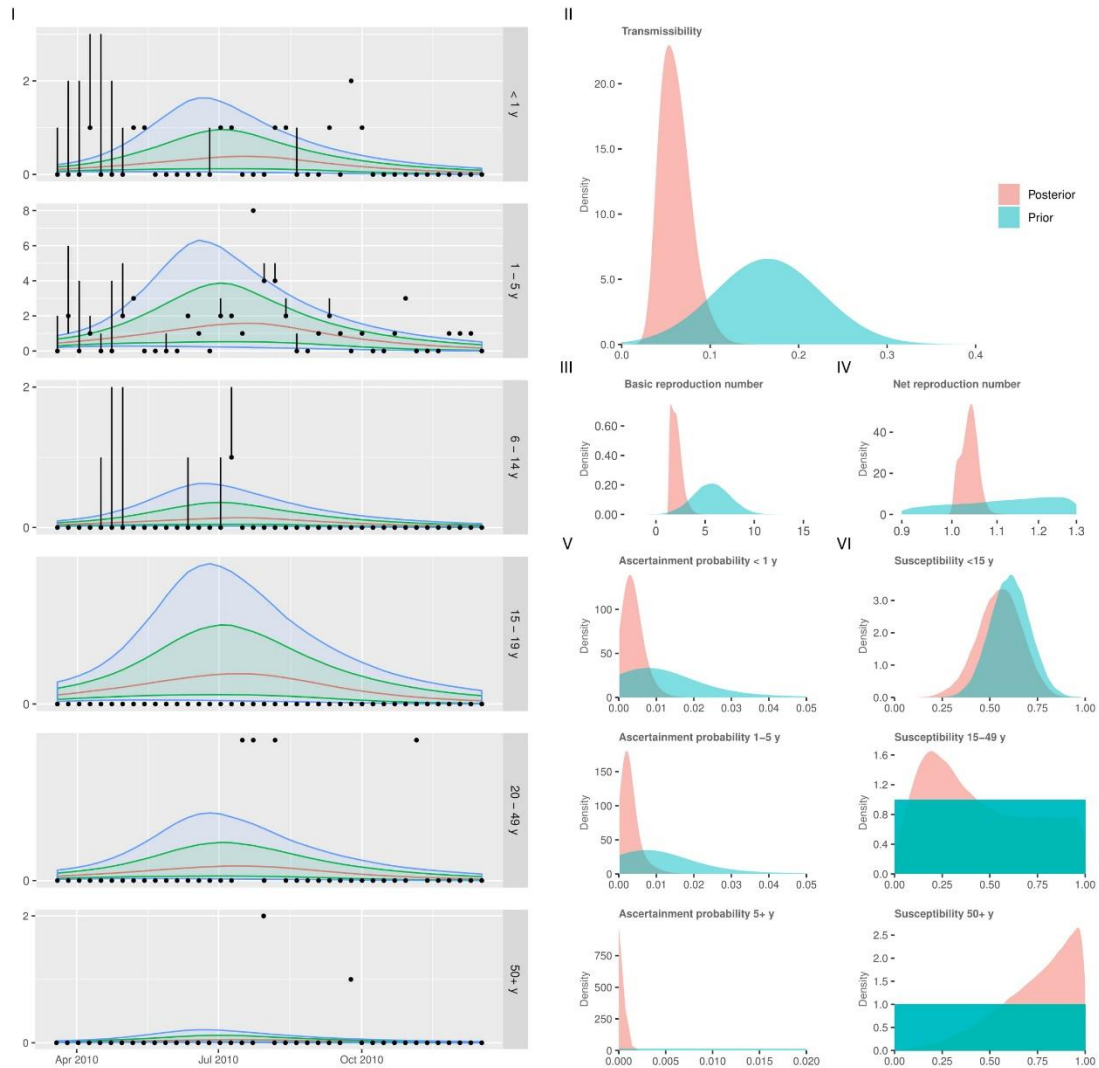 I
2
0
< 1 y
8
6
4
2
0
1 – 5 y
2
0
6 – 14 y
0
15 – 19 y
0
20 – 49 y
2
0
50+ y
Apr 2010
Jul 2010
Oct 2010
II
Transmissibility
Density
20.0
15.0
10.0
5.0
0.0
0.0
0.1
0.2
0.3
0.4
Posterior
Prior
III
Basic reproduction number
Density
0.60
0.40
0.20
0.00
0
5
10
15
IV
Net reproduction number
Density
40
20
0
0.9
1.0
1.1
1.2
1.3
V
Ascertainment probability < 1 y
Density
100
50
0
0.00
0.01
0.02
0.03
0.04
0.05
VI
Susceptibility <15 y
Density
3.0
2.0
1.0
0.0
0.00
0.25
0.50
0.75
1.00
Ascertainment probability 1–5 y
Density
150
100
50
0
0.00
0.01
0.02
0.03
0.04
0.05
Susceptibility 15–49 y
Density
1.6
1.2
0.8
0.4
0.0
0.00
0.25
0.50
0.75
1.00
Ascertainment probability 5+ y
Density
750
500
250
0
0.000
0.005
0.010
0.015
0.020
Susceptibility 50+ y
Density
2.5
2.0
1.5
1.0
0.5
0.0
0.00
0.25
0.50
0.75
1.00